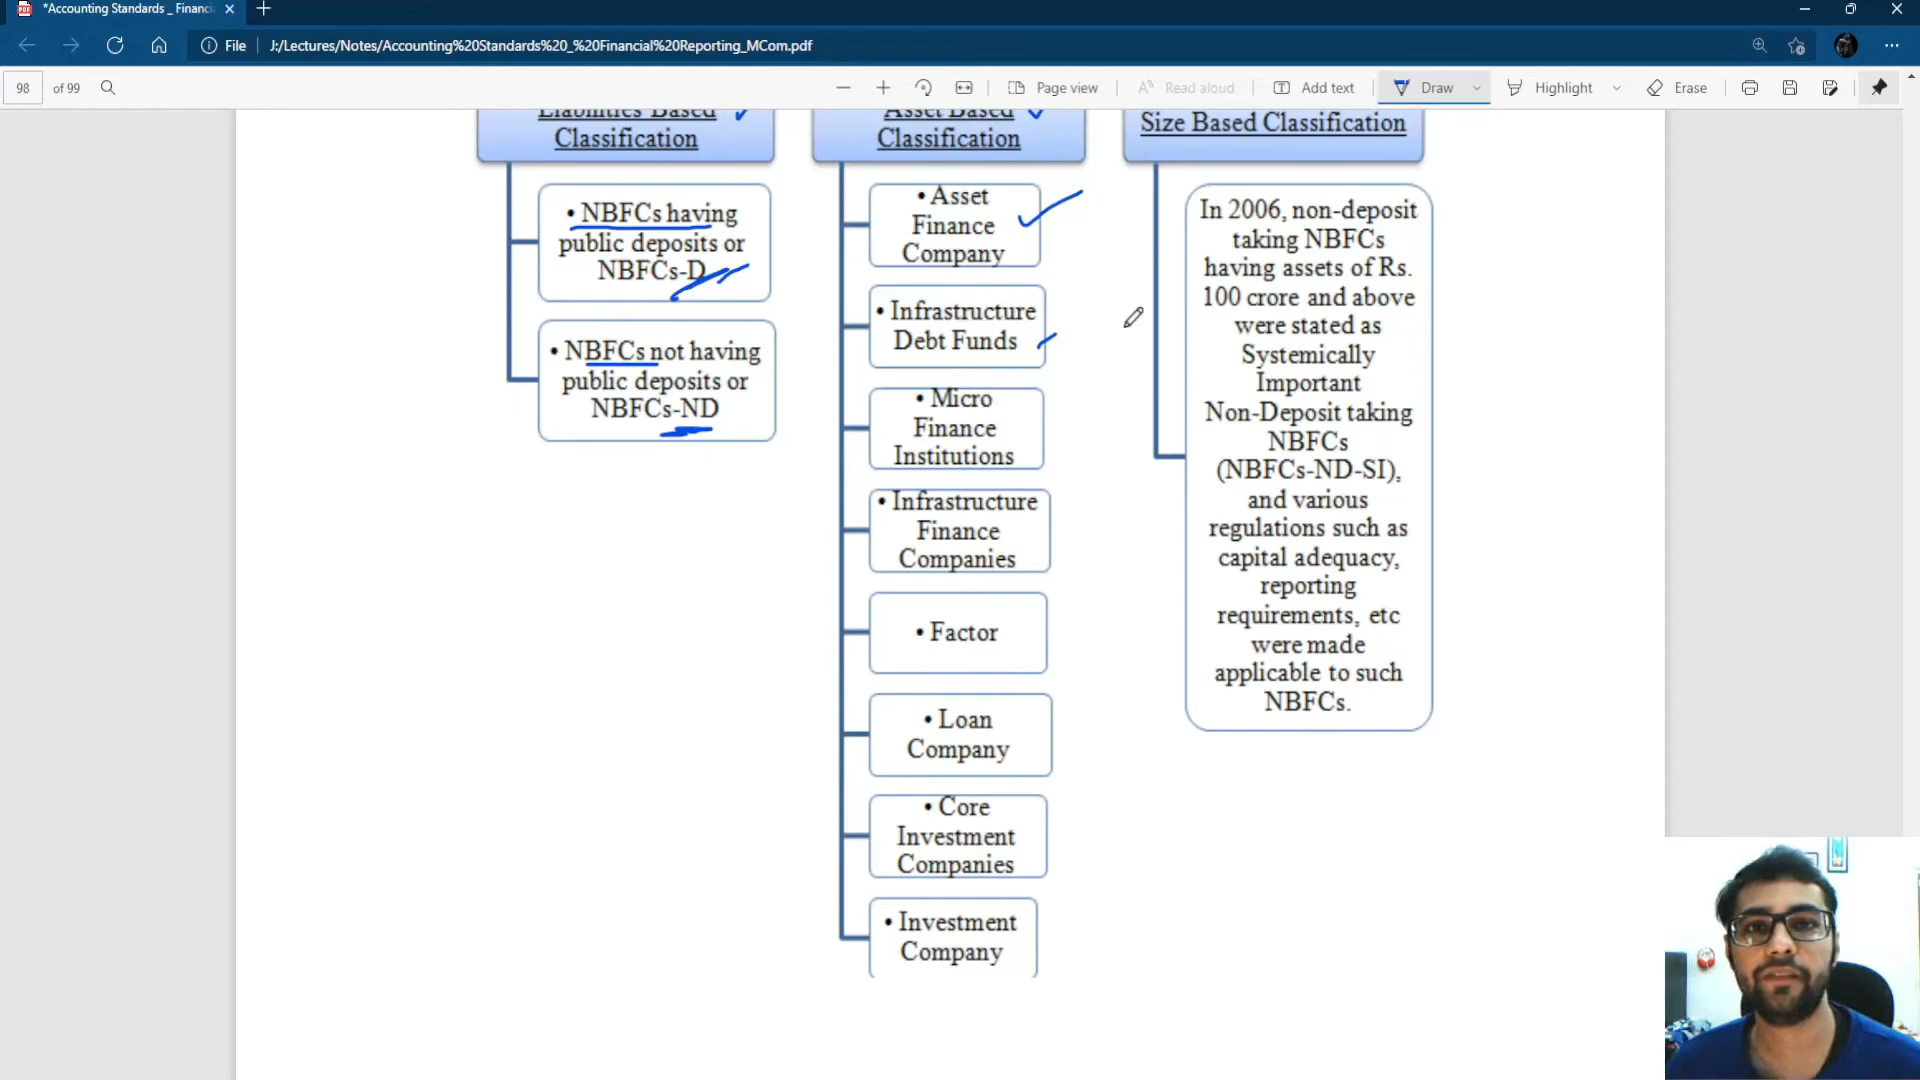 *Accounting Standards _ Financi
File
J:/Lectures/Notes/Accounting%20Standards%20_%20Financial%20Reporting_MCom.pdf
98
of 99
Page view
Read aloud
Add text
Draw
Highlight
Erase
Liabilities Based
Classification
• NBFCs having
public deposits or
NBFCs-D
• NBFCs not having
public deposits or
NBFCs-ND
Asset Based
Classification
• Asset
Finance
Company
• Infrastructure
Debt Funds
• Micro
Finance
Institutions
• Infrastructure
Finance
Companies
• Factor
• Loan
Company
• Core
Investment
Companies
• Investment
Company
Size Based Classification
In 2006, non-deposit
taking NBFCs
having assets of Rs.
100 crore and above
were stated as
Systemically
Important
Non-Deposit taking
NBFCs
(NBFCs-ND-SI),
and various
regulations such as
capital adequacy,
reporting
requirements, etc
were made
applicable to such
NBFCs.